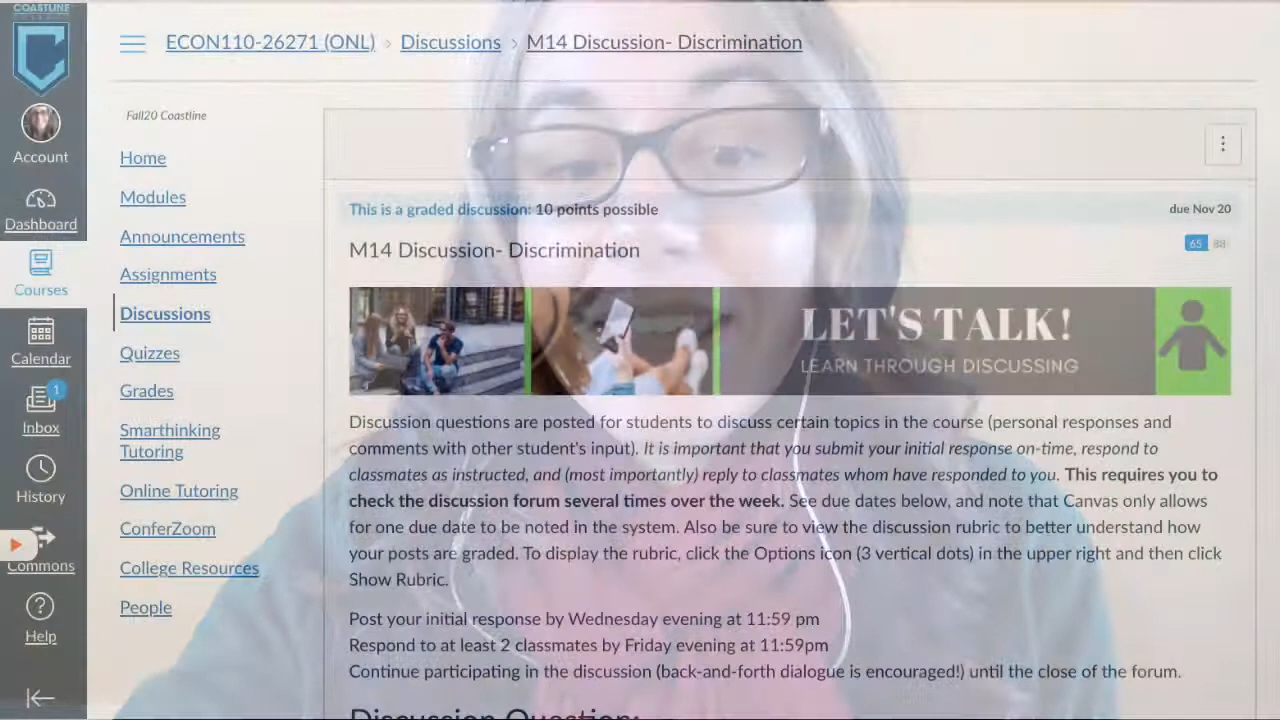 COASTLINE
ECON110-26271 (ONL) › Discussions › M14 Discussion- Discrimination
Account
Dashboard
Courses
Calendar
1
Inbox
History
Commons
Help
Fall20 Coastline
Home
Modules
Announcements
Assignments
Discussions
Quizzes
Grades
Smarthinking
Tutoring
Online Tutoring
ConferZoom
College Resources
People
This is a graded discussion: 10 points possible
due Nov 20
M14 Discussion- Discrimination
65 88
LET'S TALK!
LEARN THROUGH DISCUSSING
Discussion questions are posted for students to discuss certain topics in the course (personal responses and
comments with other student's input). It is important that you submit your initial response on-time, respond to
classmates as instructed, and (most importantly) reply to classmates whom have responded to you. This requires you to
check the discussion forum several times over the week. See due dates below, and note that Canvas only allows
for one due date to be noted in the system. Also be sure to view the discussion rubric to better understand how
your posts are graded. To display the rubric, click the Options icon (3 vertical dots) in the upper right and then click
Show Rubric.
Post your initial response by Wednesday evening at 11:59 pm
Respond to at least 2 classmates by Friday evening at 11:59pm
Continue participating in the discussion (back-and-forth dialogue is encouraged!) until the close of the forum.
Discussion Question: